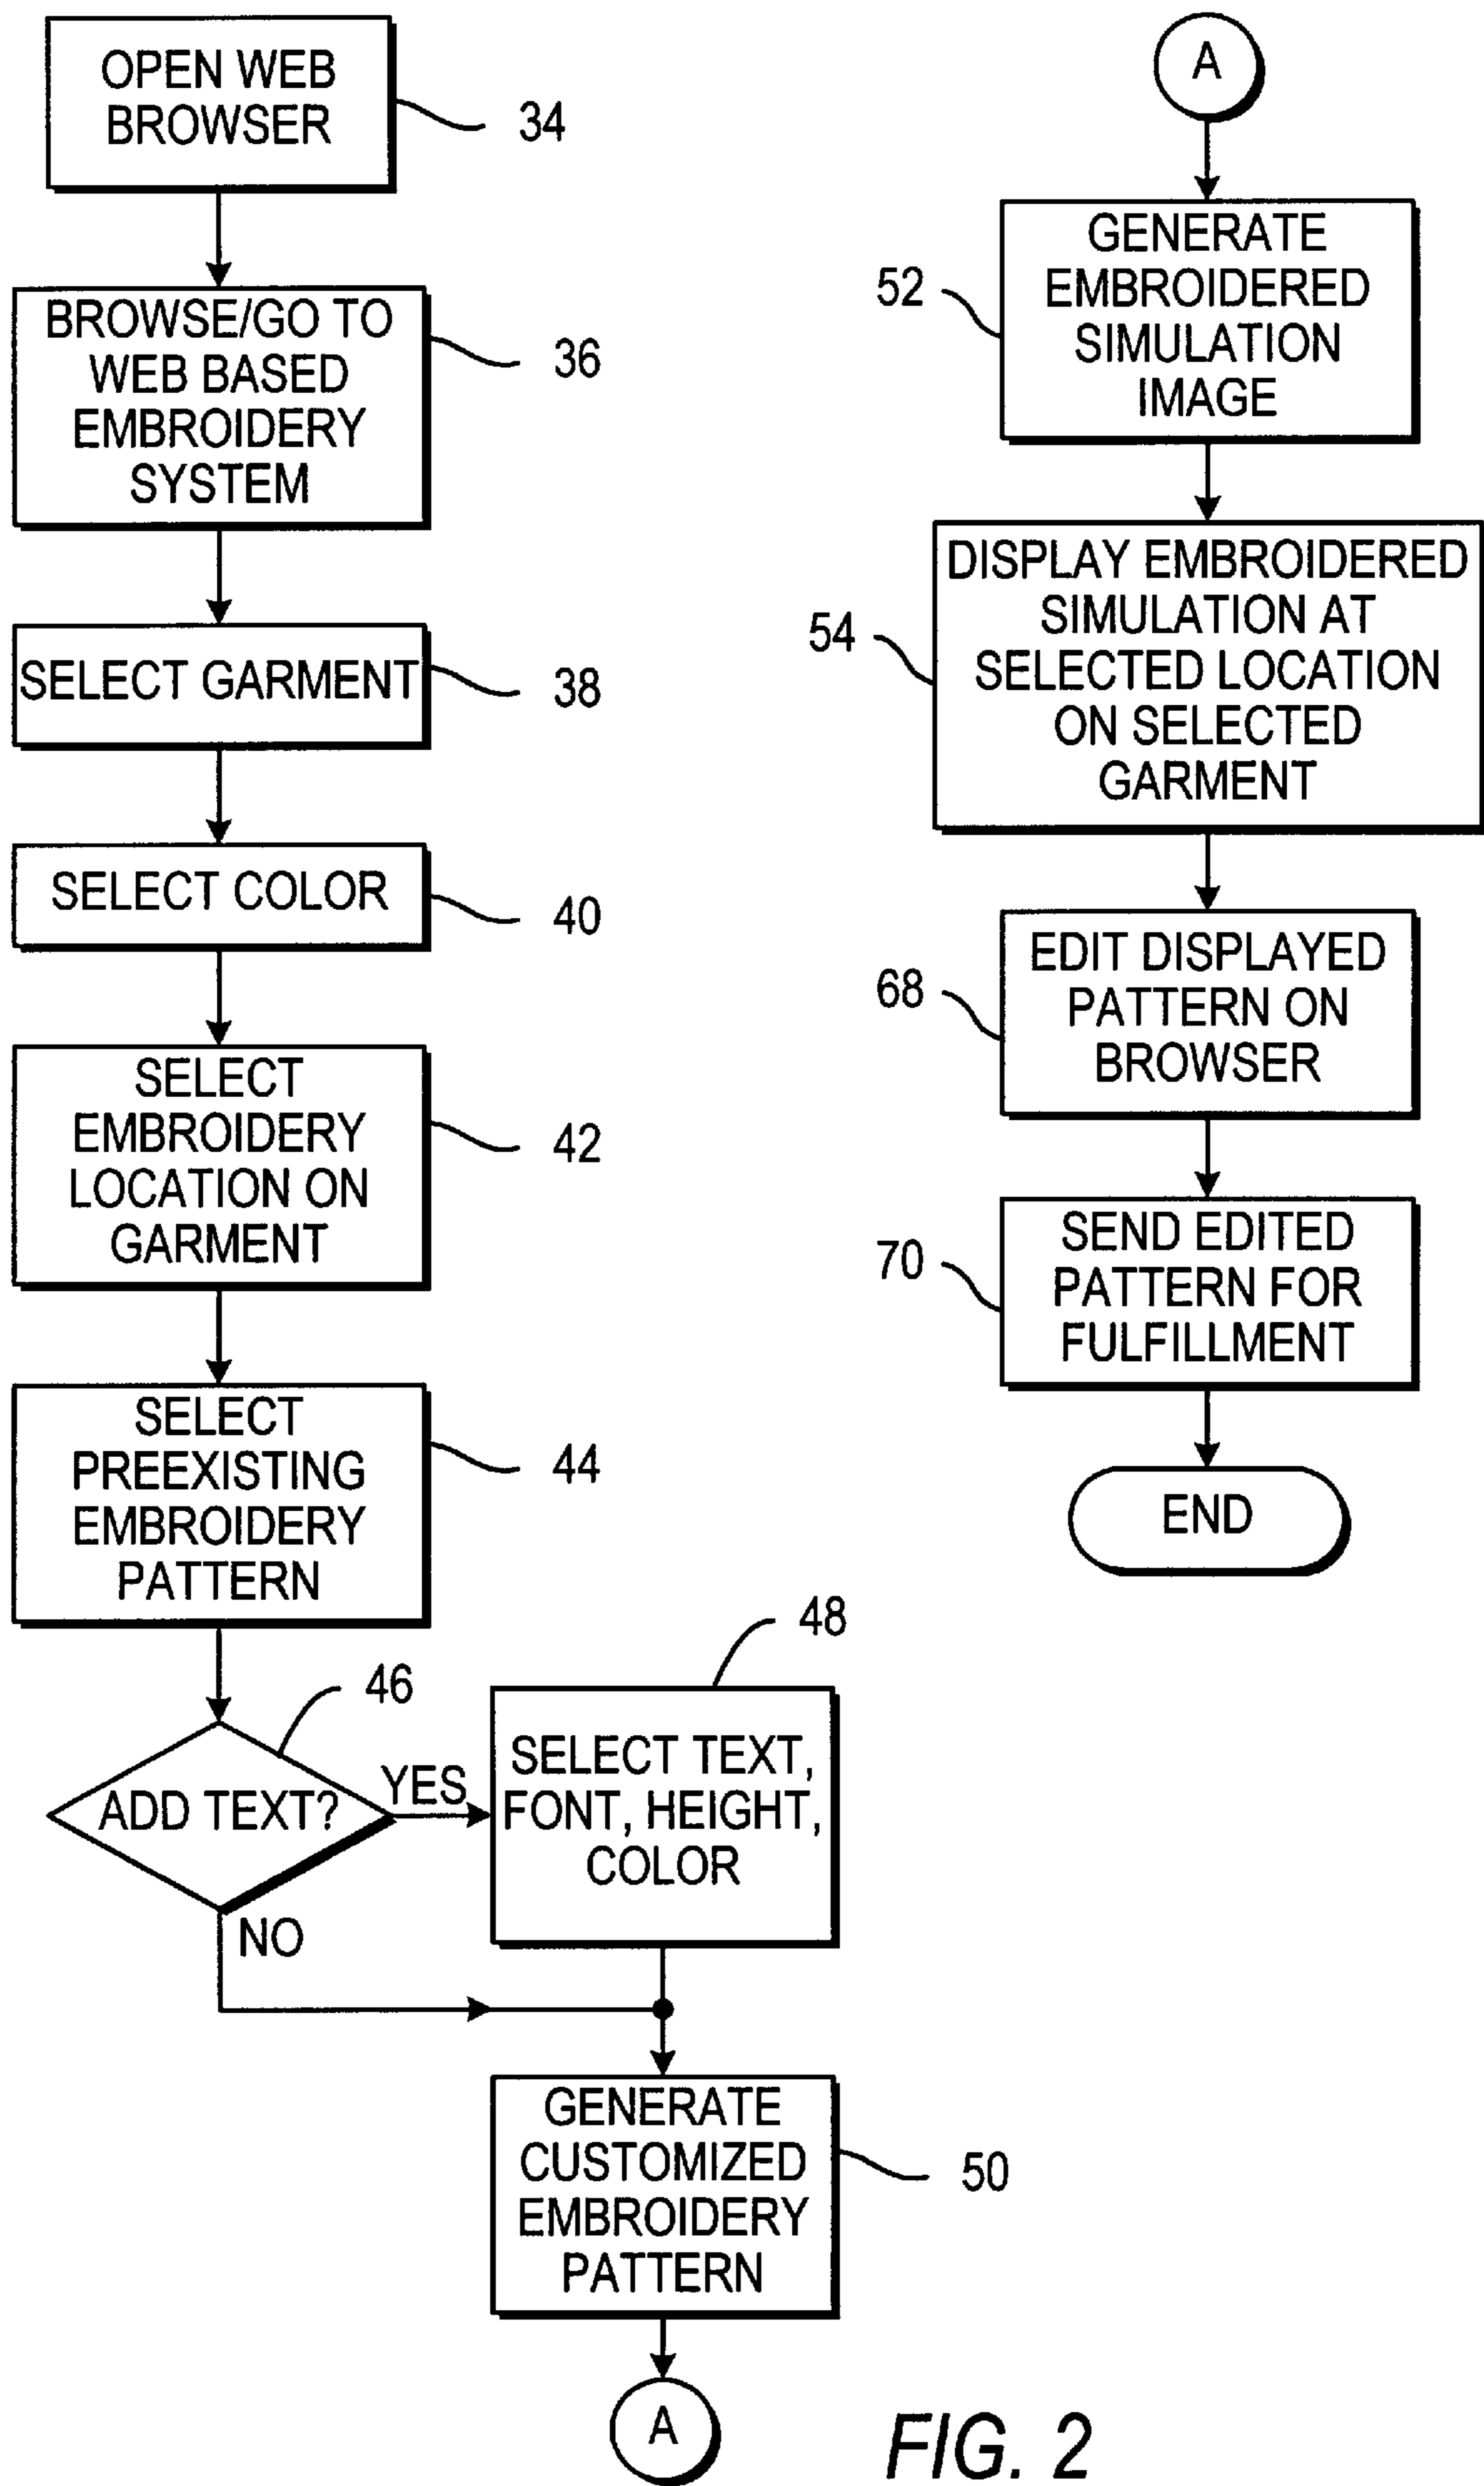 OPEN WEB
BROWSER
34
BROWSE/GO TO
WEB BASED
EMBROIDERY
SYSTEM
36
SELECT GARMENT
38
SELECT COLOR
40
SELECT
EMBROIDERY
LOCATION ON
GARMENT
42
SELECT
PREEXISTING
EMBROIDERY
PATTERN
44
46
ADD TEXT?
YES
NO
48
SELECT TEXT,
FONT, HEIGHT,
COLOR
GENERATE
CUSTOMIZED
EMBROIDERY
PATTERN
50
A
A
GENERATE
EMBROIDERED
SIMULATION
IMAGE
52
DISPLAY EMBROIDERED
SIMULATION AT
SELECTED LOCATION
ON SELECTED
GARMENT
54
EDIT DISPLAYED
PATTERN ON
BROWSER
68
SEND EDITED
PATTERN FOR
FULFILLMENT
70
END
FIG. 2